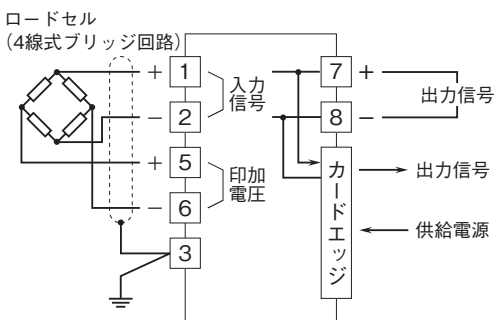 ロードセル
（4線式ブリッジ回路）
＋ 1
－ 2
入力
信号
＋ 5
－ 6
印加
電圧
3
7 ＋
8 －
出力信号
カードエッジ
出力信号
供給電源